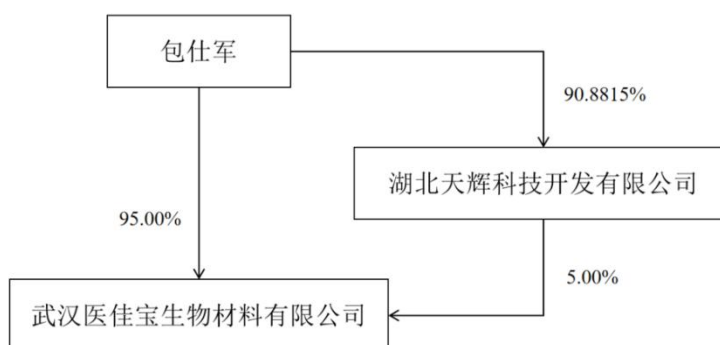 包仕军
90.8815%
湖北天辉科技开发有限公司
95.00%
5.00%
武汉医佳宝生物材料有限公司